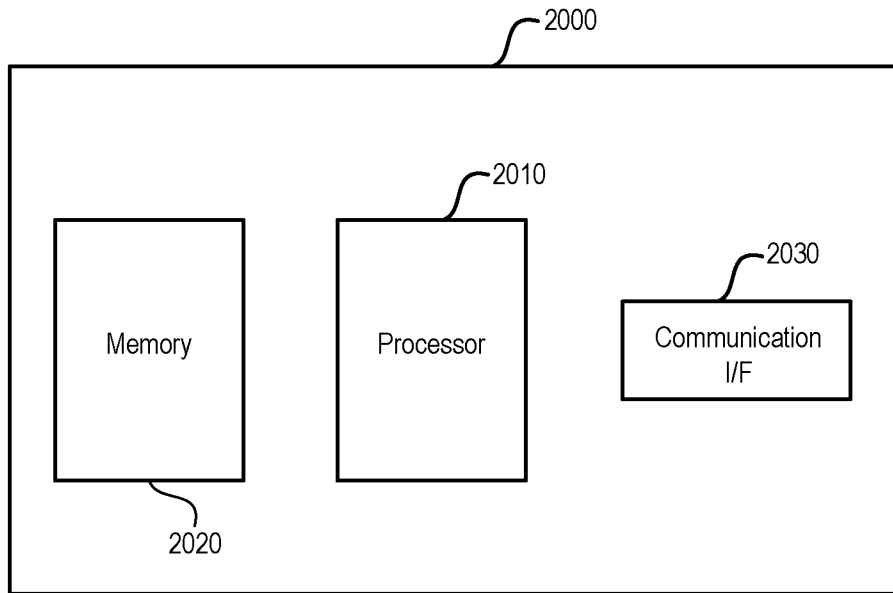 2000
2010
2030
Memory
Processor
Communication
I/F
2020